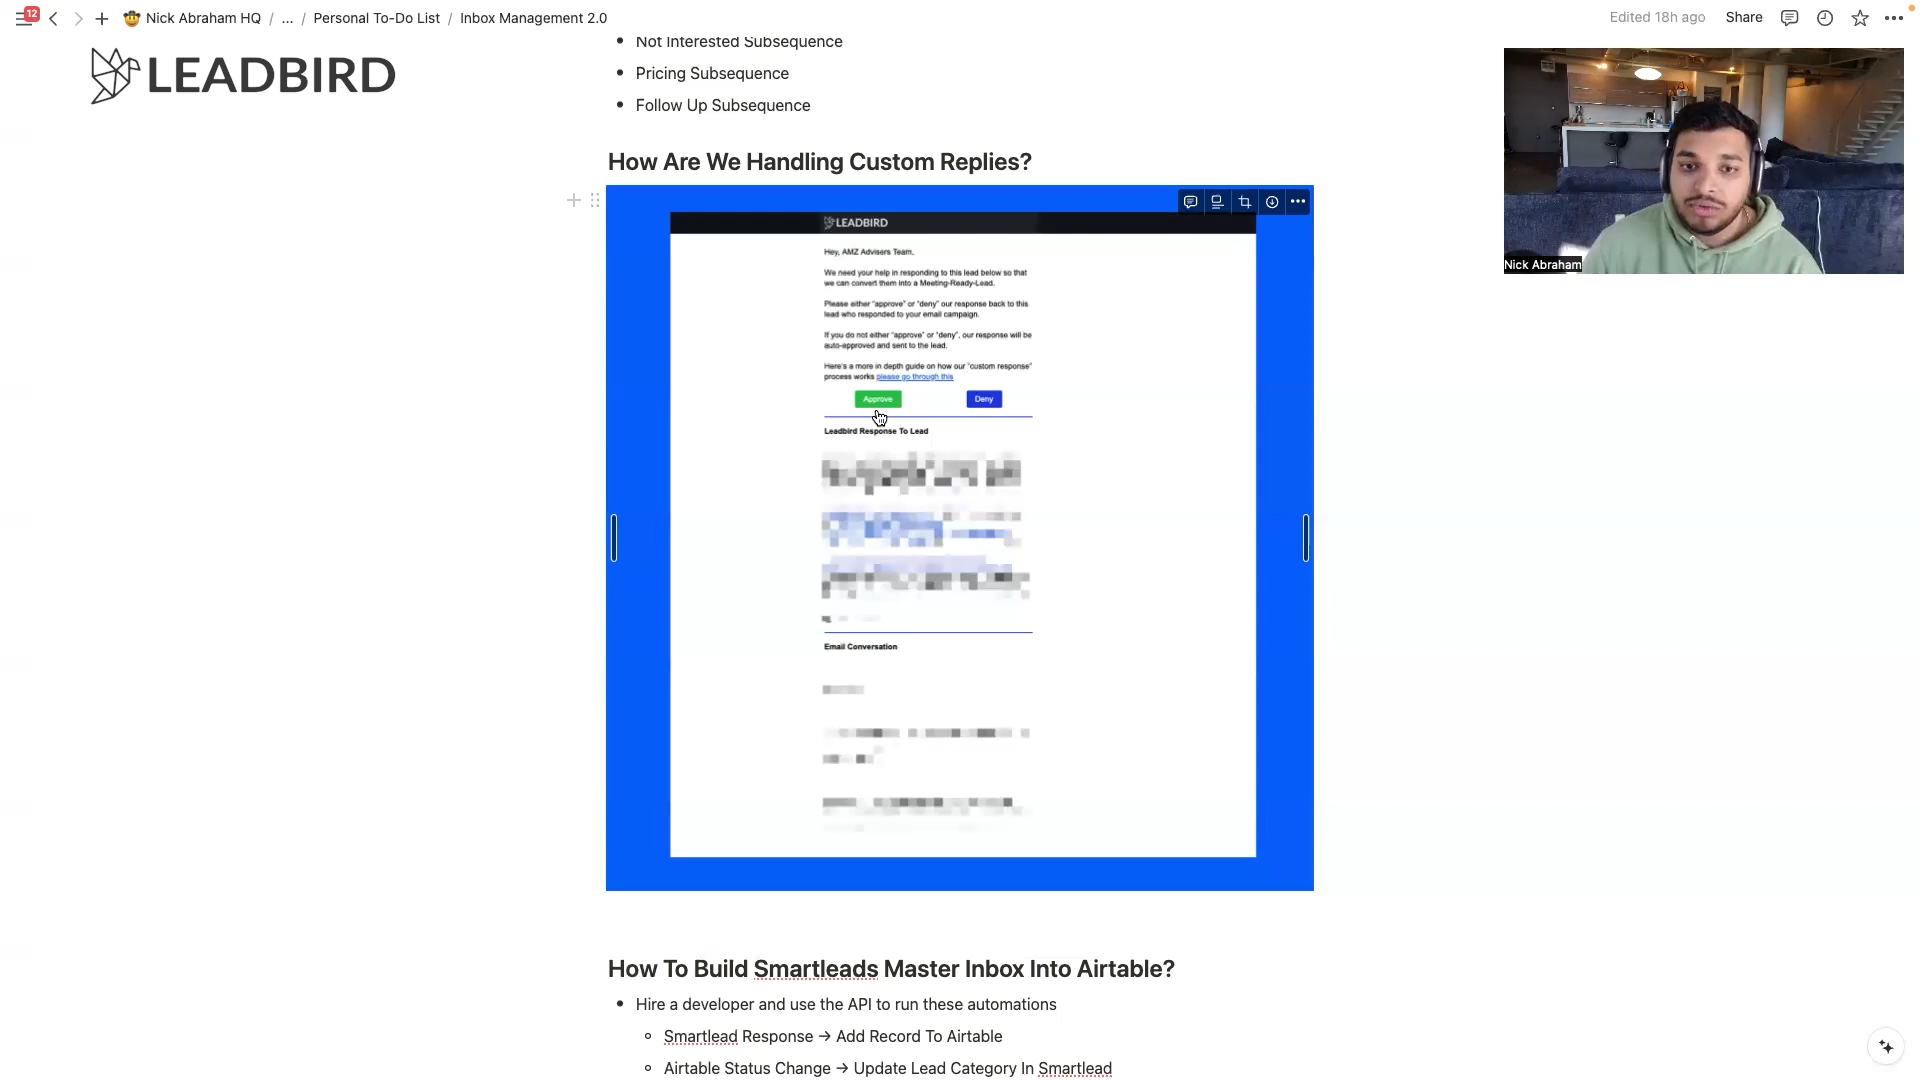 12
Nick Abraham HQ / ... / Personal To-Do List / Inbox Management 2.0
Edited 18h ago
Share
LEADBIRD
Not Interested Subsequence
Pricing Subsequence
Follow Up Subsequence
How Are We Handling Custom Replies?
LEADBIRD
Hey, AMZ Advisers Team,
We need your help in responding to this lead below so that
we can convert them into a Meeting-Ready-Lead.
Please either "approve" or "deny" our response back to this
lead who responded to your email campaign.
If you do not either "approve" or "deny", our response will be
auto-approved and sent to the lead.
Here's a more in depth guide on how our "custom response"
process works please go through this
Approve
Deny
Leadbird Response To Lead
Email Conversation
Nick Abraham
How To Build Smartleads Master Inbox Into Airtable?
Hire a developer and use the API to run these automations
Smartlead Response → Add Record To Airtable
Airtable Status Change → Update Lead Category In Smartlead